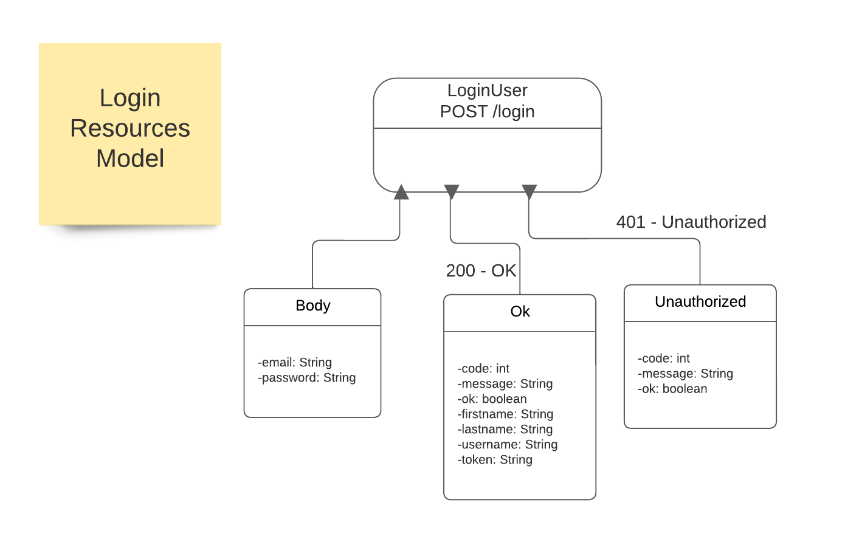 Login
Resources
Model
LoginUser
POST /login
401 - Unauthorized
200 - OK
Body
-email: String
-password: String
Ok
-code: int
-message: String
-ok: boolean
-firstname: String
-lastname: String
-username: String
-token: String
Unauthorized
-code: int
-message: String
-ok: boolean